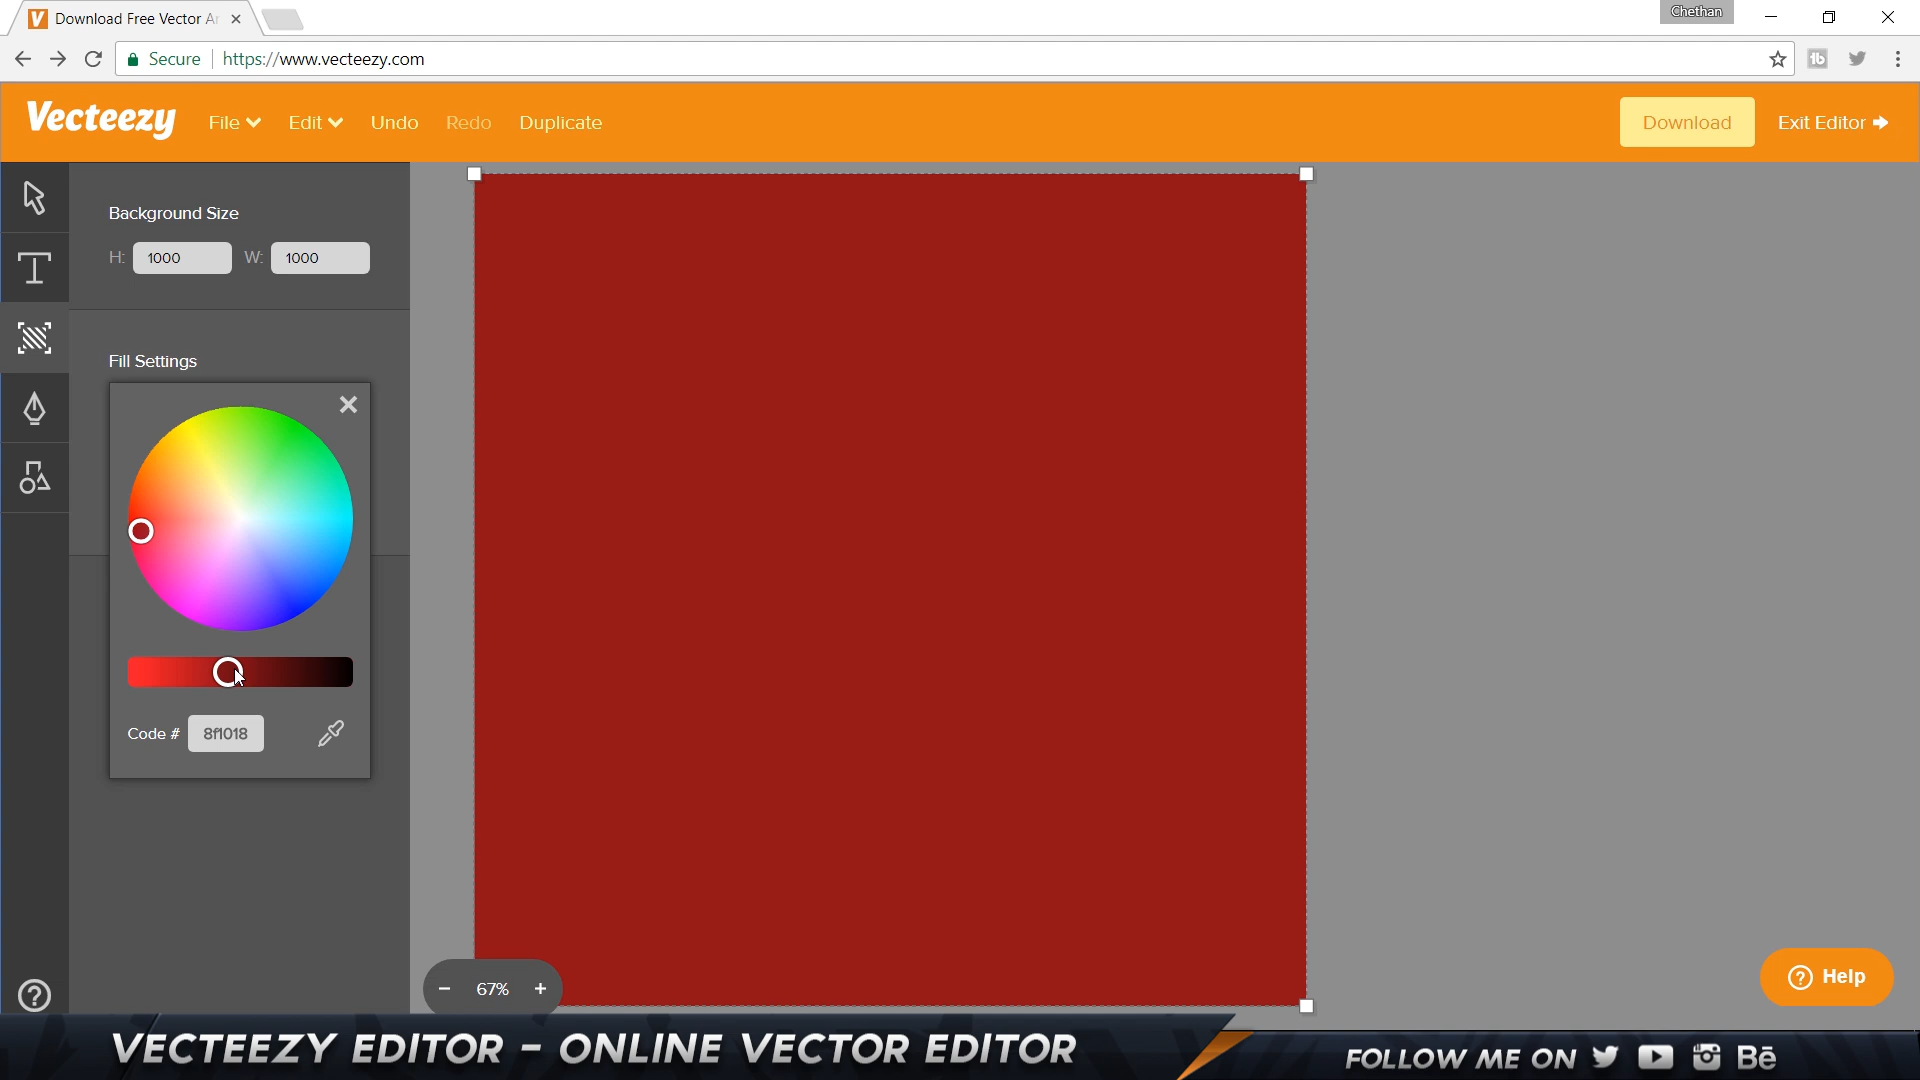 Download Free Vector Ar
Chethan
Secure https://www.vecteezy.com
Vecteezy File Edit Undo Redo Duplicate Download Exit Editor
Background Size
H: 1000 W: 1000
Fill Settings
Code # 8f1018
67%
Help
VECTEEZY EDITOR - ONLINE VECTOR EDITOR
FOLLOW ME ON Bē